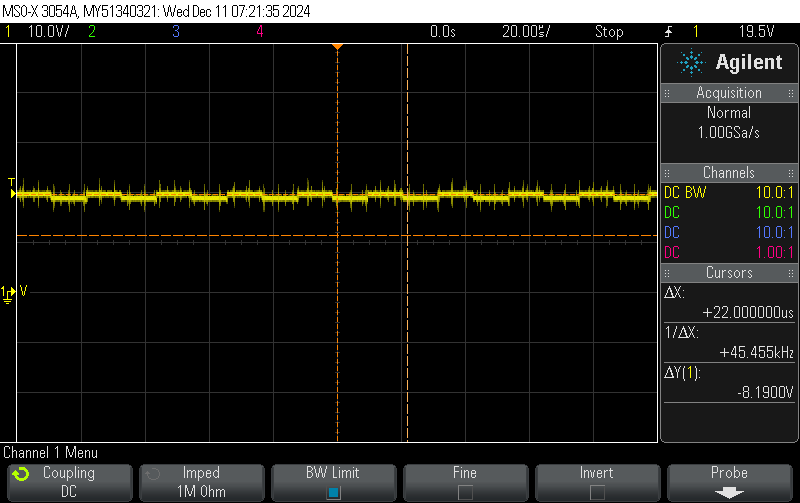 MSO-X 3054A, MY51340321: Wed Dec 11 07:21:35 2024
1 10.0V/ 2 3 4 0.0s 20.00us/ Stop 1 19.5V
Agilent
Acquisition
Normal
1.00GSa/s
Channels
DC BW 10.0:1
DC 10.0:1
DC 10.0:1
DC 1.00:1
Cursors
ΔX:
+22.000000us
1/ΔX:
+45.455kHz
ΔY(1):
-8.1900V
T
1 V
Channel 1 Menu
Coupling
DC
Imped
1M Ohm
BW Limit
Fine
Invert
Probe